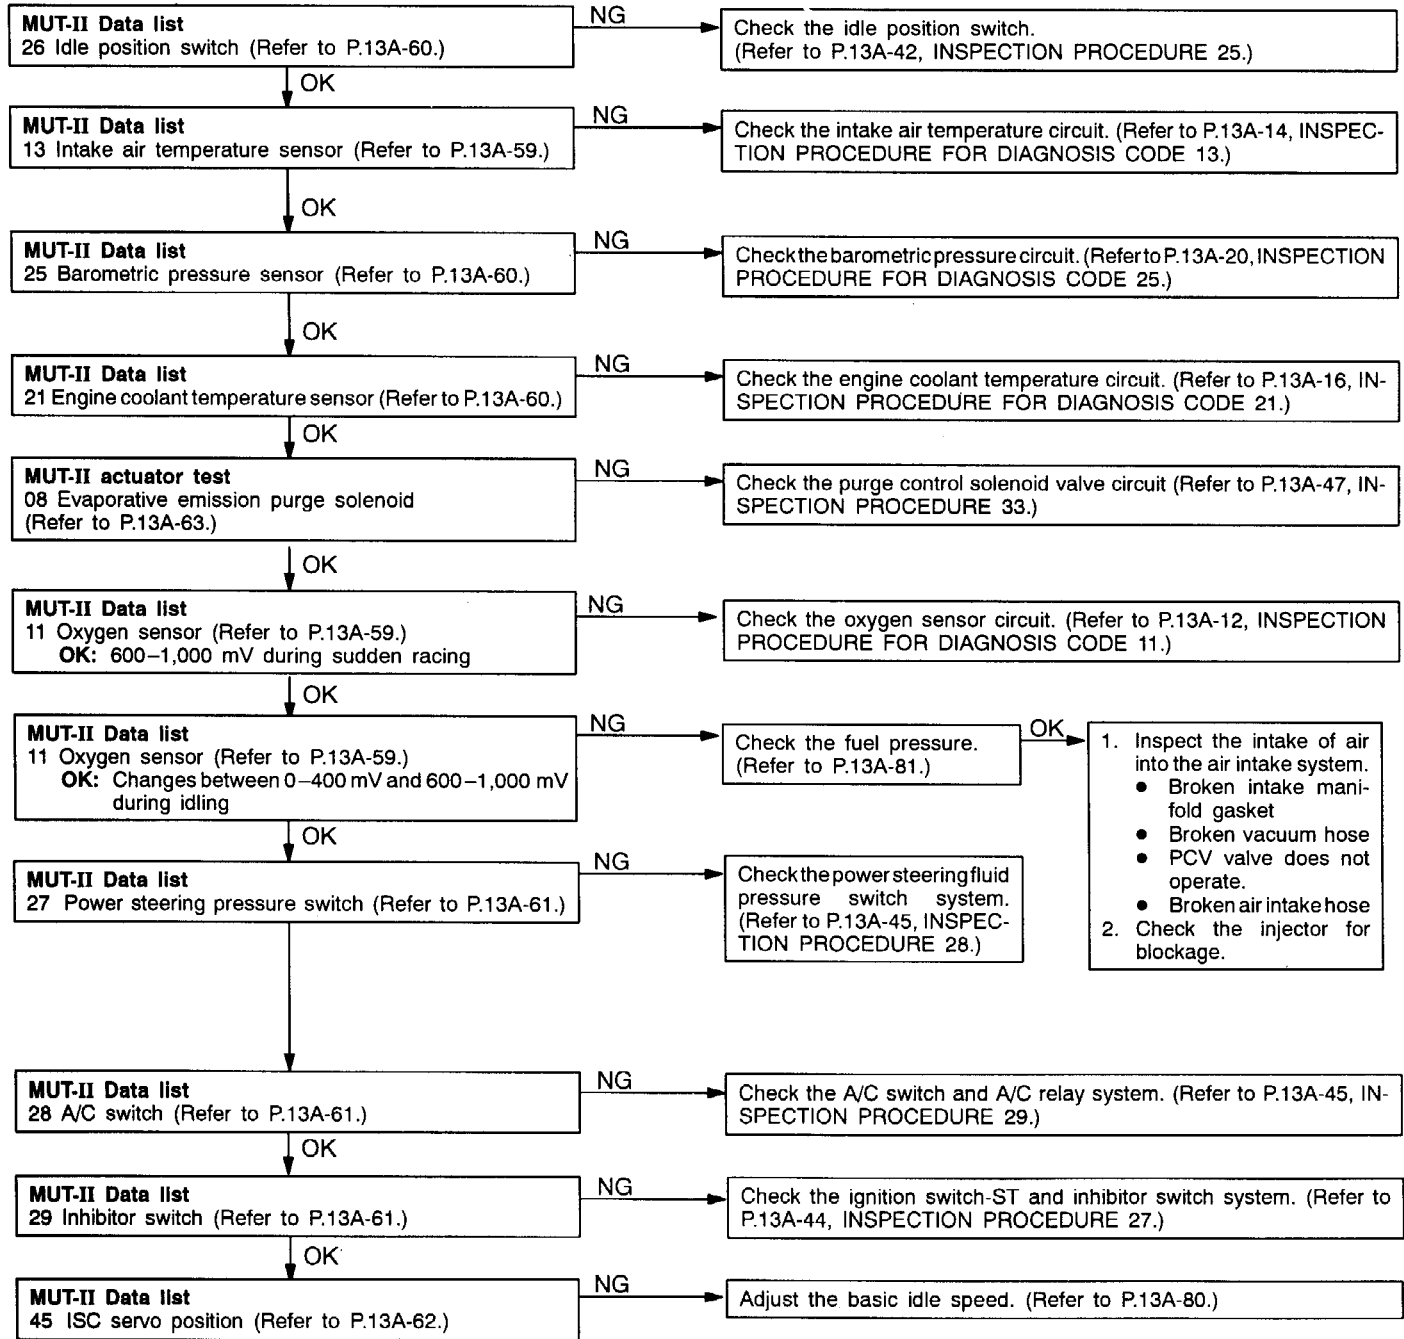 MUT-II Data list
26 Idle position switch (Refer to P.13A-60.)
NG
Check the idle position switch.
(Refer to P.13A-42, INSPECTION PROCEDURE 25.)
OK
MUT-II Data list
13 Intake air temperature sensor (Refer to P.13A-59.)
NG
Check the intake air temperature circuit. (Refer to P.13A-14, INSPEC-
TION PROCEDURE FOR DIAGNOSIS CODE 13.)
OK
MUT-II Data list
25 Barometric pressure sensor (Refer to P.13A-60.)
NG
Check the barometric pressure circuit. (Refer to P.13A-20, INSPECTION
PROCEDURE FOR DIAGNOSIS CODE 25.)
OK
MUT-II Data list
21 Engine coolant temperature sensor (Refer to P.13A-60.)
NG
Check the engine coolant temperature circuit. (Refer to P.13A-16, IN-
SPECTION PROCEDURE FOR DIAGNOSIS CODE 21.)
OK
MUT-II actuator test
08 Evaporative emission purge solenoid
(Refer to P.13A-63.)
NG
Check the purge control solenoid valve circuit (Refer to P.13A-47, IN-
SPECTION PROCEDURE 33.)
OK
MUT-II Data list
11 Oxygen sensor (Refer to P.13A-59.)
OK: 600–1,000 mV during sudden racing
NG
Check the oxygen sensor circuit. (Refer to P.13A-12, INSPECTION
PROCEDURE FOR DIAGNOSIS CODE 11.)
OK
MUT-II Data list
11 Oxygen sensor (Refer to P.13A-59.)
OK: Changes between 0–400 mV and 600–1,000 mV
during idling
NG
Check the fuel pressure.
(Refer to P.13A-81.)
OK
1. Inspect the intake of air
into the air intake system.
● Broken intake mani-
fold gasket
● Broken vacuum hose
● PCV valve does not
operate.
● Broken air intake hose
2. Check the injector for
blockage.
OK
MUT-II Data list
27 Power steering pressure switch (Refer to P.13A-61.)
NG
Check the power steering fluid
pressure switch system.
(Refer to P.13A-45, INSPEC-
TION PROCEDURE 28.)
MUT-II Data list
28 A/C switch (Refer to P.13A-61.)
NG
Check the A/C switch and A/C relay system. (Refer to P.13A-45, IN-
SPECTION PROCEDURE 29.)
OK
MUT-II Data list
29 Inhibitor switch (Refer to P.13A-61.)
NG
Check the ignition switch-ST and inhibitor switch system. (Refer to
P.13A-44, INSPECTION PROCEDURE 27.)
OK
MUT-II Data list
45 ISC servo position (Refer to P.13A-62.)
NG
Adjust the basic idle speed. (Refer to P.13A-80.)